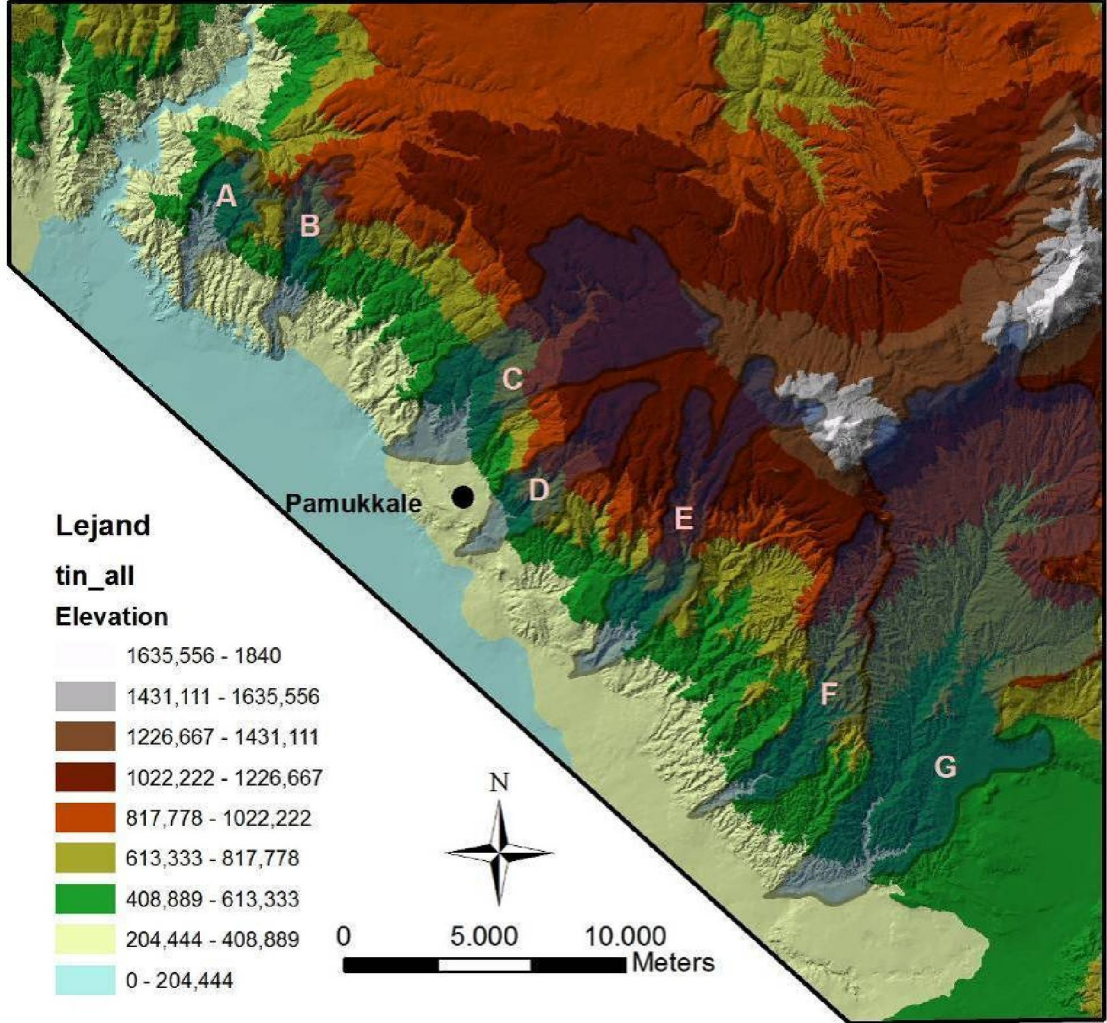 A
B
C
D
Pamukkale
E
F
G
Lejand
tin_all
Elevation
1635,556 - 1840
1431,111 - 1635,556
1226,667 - 1431,111
1022,222 - 1226,667
817,778 - 1022,222
613,333 - 817,778
408,889 - 613,333
204,444 - 408,889
0 - 204,444
N
0 5.000 10.000
Meters